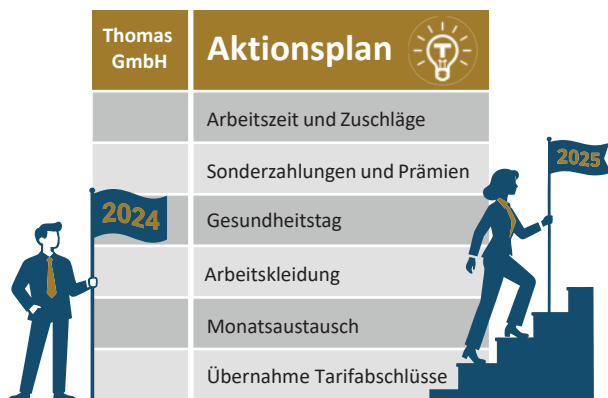 Thomas
GmbH
Aktionsplan
T
Arbeitszeit und Zuschläge
Sonderzahlungen und Prämien
2025
2024
Gesundheitstag
Arbeitskleidung
Monatsaustausch
Übernahme Tarifabschlüsse